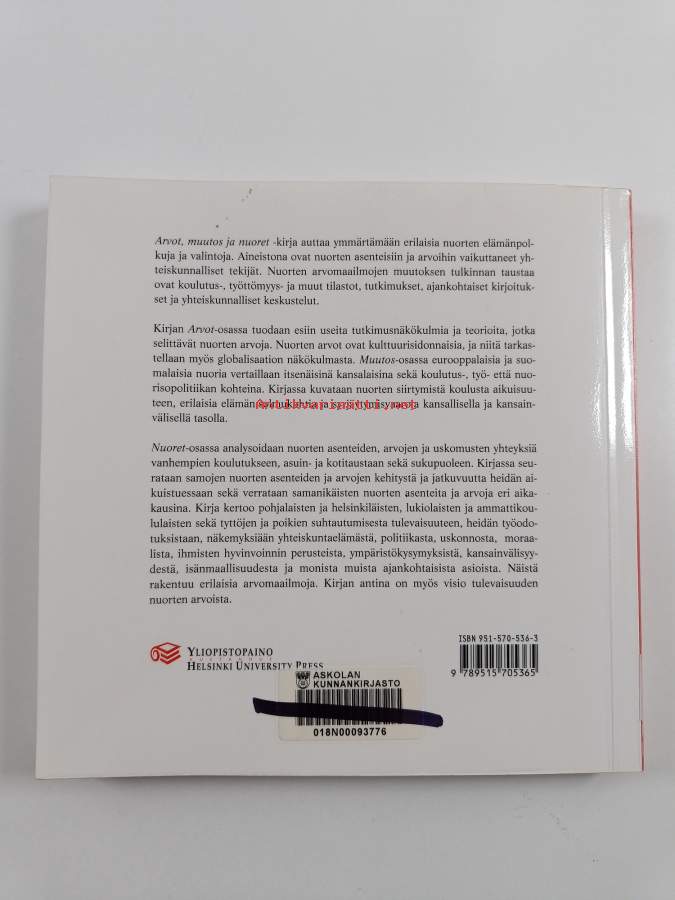 Arvot, muutos ja nuoret -kirja auttaa ymmärtämään erilaisia nuorten elämänpol-
kuja ja valintoja. Aineistona ovat nuorten asenteisiin ja arvoihin vaikuttaneet yh-
teiskunnalliset tekijät. Nuorten arvomaailmojen muutoksen tulkinnan taustaa
ovat koulutus-, työttömyys- ja muut tilastot, tutkimukset, ajankohtaiset kirjoituk-
set ja yhteiskunnalliset keskustelut.
Kirjan Arvot-osassa tuodaan esiin useita tutkimusnäkökulmia ja teorioita, jotka
selittävät nuorten arvoja. Nuorten arvot ovat kulttuurisidonnaisia, ja niitä tarkas-
tellaan myös globalisaation näkökulmasta. Muutos-osassa eurooppalaisia ja suo-
malaisia nuoria vertaillaan itsenäisinä kansalaisina sekä koulutus-, työ- että nuo-
risopolitiikan kohteina. Kirjassa kuvataan nuorten siirtymistä koulusta aikuisuu-
teen, erilaisia elämänpolkutyyppejä ja kansallisella ja kansain-
Antikvariaatti.net
välisellä tasolla.
Nuoret-osassa analysoidaan nuorten asenteiden, arvojen ja uskomusten yhteyksiä
vanhempien koulutukseen, asuin- ja kotitaustaan sekä sukupuoleen. Kirjassa seu-
rataan samojen nuorten asenteiden ja arvojen kehitystä ja jatkuvuutta heidän ai-
kuistuessaan sekä verrataan samanikäisten nuorten asenteita ja arvoja eri aika-
kausina. Kirja kertoo pohjalaisten ja helsinkiläisten, lukiolaisten ja ammattikou-
lulaisten sekä tyttöjen ja poikien suhtautumisesta tulevaisuuteen, heidän työodo-
tuksistaan, näkemyksiään yhteiskuntaelämästä, politiikasta, uskonnosta, moraa-
lista, ihmisten hyvinvoinnin perusteista, ympäristökysymyksistä, kansainvälisyy-
destä, isänmaallisuudesta ja monista muista ajankohtaisista asioista. Näistä
rakentuu erilaisia arvomaailmoja. Kirjan antina on myös visio tulevaisuuden
nuorten arvoista.
YLIOPISTOPAINO
KUSTANNUS
HELSINKI UNIVERSITY PRESS
ISBN 951-570-536-3
9 789515 705365
ASKOLAN
KUNNANKIRJASTO
018N00093776